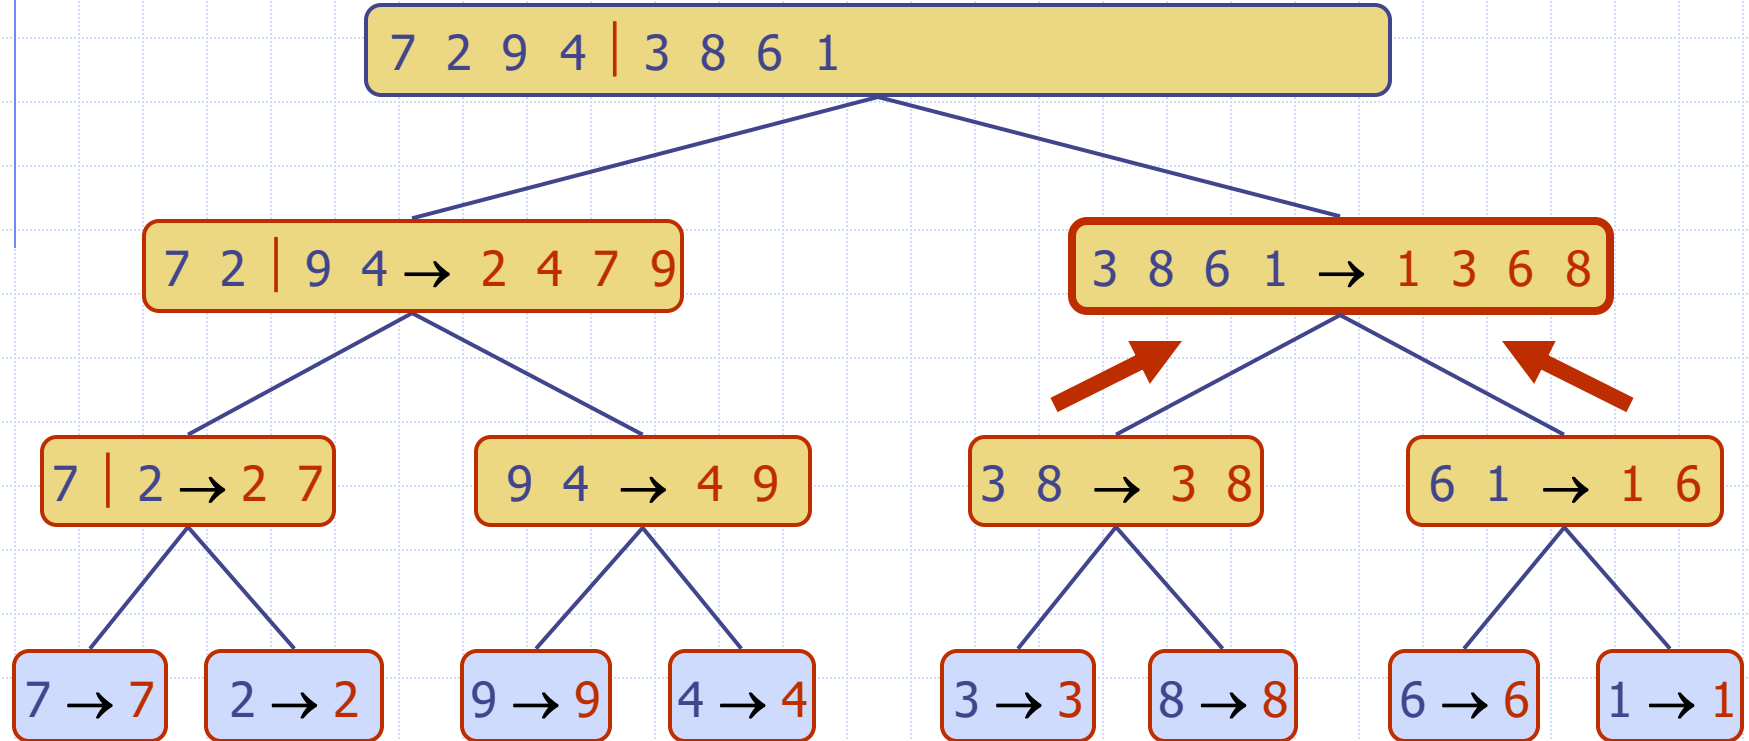 7 2 9 4 | 3 8 6 1
7 2 | 9 4 → 2 4 7 9
3 8 6 1 → 1 3 6 8
7 | 2 → 2 7
9 4 → 4 9
3 8 → 3 8
6 1 → 1 6
7 → 7
2 → 2
9 → 9
4 → 4
3 → 3
8 → 8
6 → 6
1 → 1